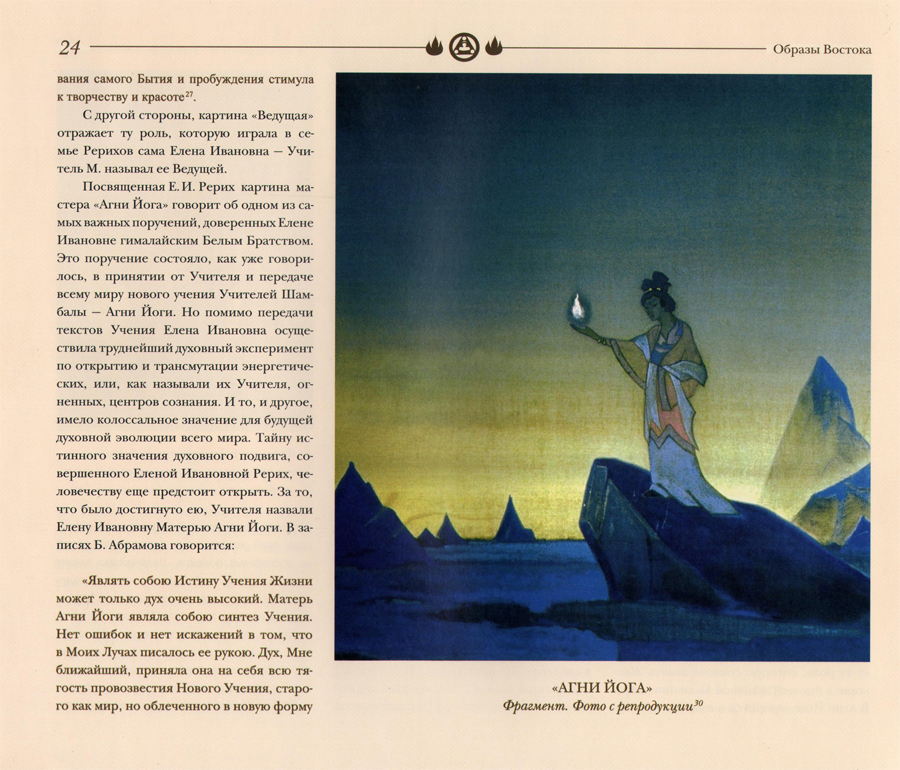 24
Образы Востока
вания самого Бытия и пробуждения стимула
к творчеству и красоте²⁷.
С другой стороны, картина «Ведущая»
отражает ту роль, которую играла в се-
мье Рерихов сама Елена Ивановна — Учи-
тель М. называл ее Ведущей.
Посвященная Е. И. Рерих картина ма-
стера «Агни Йога» говорит об одном из са-
мых важных поручений, доверенных Елене
Ивановне гималайским Белым Братством.
Это поручение состояло, как уже говори-
лось, в принятии от Учителя и передаче
всему миру нового учения Учителей Шам-
балы — Агни Йоги. Но помимо передачи
текстов Учения Елена Ивановна осуще-
ствила труднейший духовный эксперимент
по открытию и трансмутации энергетиче-
ских, или, как называли их Учителя, ог-
ненных, центров сознания. И то, и другое,
имело колоссальное значение для будущей
духовной эволюции всего мира. Тайну ис-
тинного значения духовного подвига, со-
вершенного Еленой Ивановной Рерих, че-
ловечеству еще предстоит открыть. За то,
что было достигнуто ею, Учителя назвали
Елену Ивановну Матерью Агни Йоги. В за-
писях Б. Абрамова говорится:
«Являть собою Истину Учения Жизни
может только дух очень высокий. Матерь
Агни Йоги являла собою синтез Учения.
Нет ошибок и нет искажений в том, что
в Моих Лучах писалось ее рукою. Дух, Мне
ближайший, приняла она на себя всю тя-
гость провозвестия Нового Учения, старо-
го как мир, но облеченного в новую форму
«АГНИ ЙОГА»
Фрагмент. Фото с репродукции³⁰